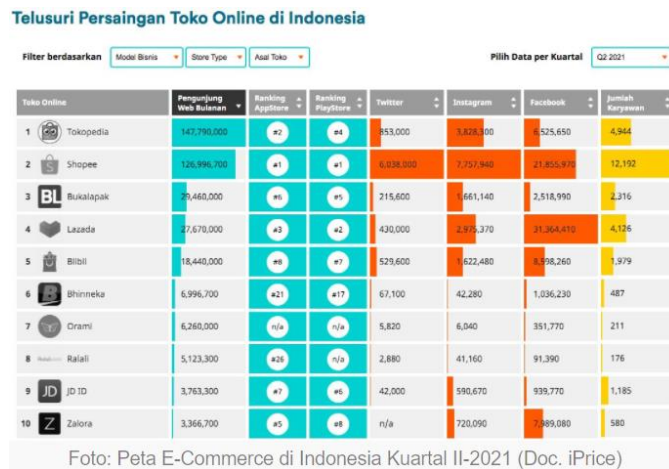 Telusuri Persaingan Toko Online di Indonesia
Filter berdasarkan Model Bisnis Store Type Asal Toko Pilih Data per Kuartal Q2 2021
Toko Online Pengunjung Web Bulanan Ranking AppStore Ranking PlayStore Twitter Instagram Facebook Jumlah Karyawan
1 Tokopedia 147,790,000 #2 #4 853,000 3,828,300 6,525,650 4,944
2 Shopee 126,996,700 #1 #1 6,038,000 7,757,940 21,855,970 12,192
3 BL Bukalapak 29,460,000 #6 #5 215,600 1,661,140 2,518,990 2,316
4 Lazada 27,670,000 #3 #2 430,000 2,975,370 31,364,410 4,126
5 Blibli 18,440,000 #8 #7 529,600 1,622,480 8,598,260 1,979
6 B Bhinneka 6,996,700 #21 #17 67,100 42,280 1,036,230 487
7 Orami 6,260,000 n/a n/a 5,820 6,040 351,770 211
8 Ralali 5,123,300 #26 n/a 2,880 41,160 91,390 176
9 JD JD ID 3,763,300 #7 #6 42,000 590,670 939,770 1,185
10 Z Zalora 3,366,700 #5 #8 n/a 720,090 7,989,080 580
Foto: Peta E-Commerce di Indonesia Kuartal II-2021 (Doc. iPrice)